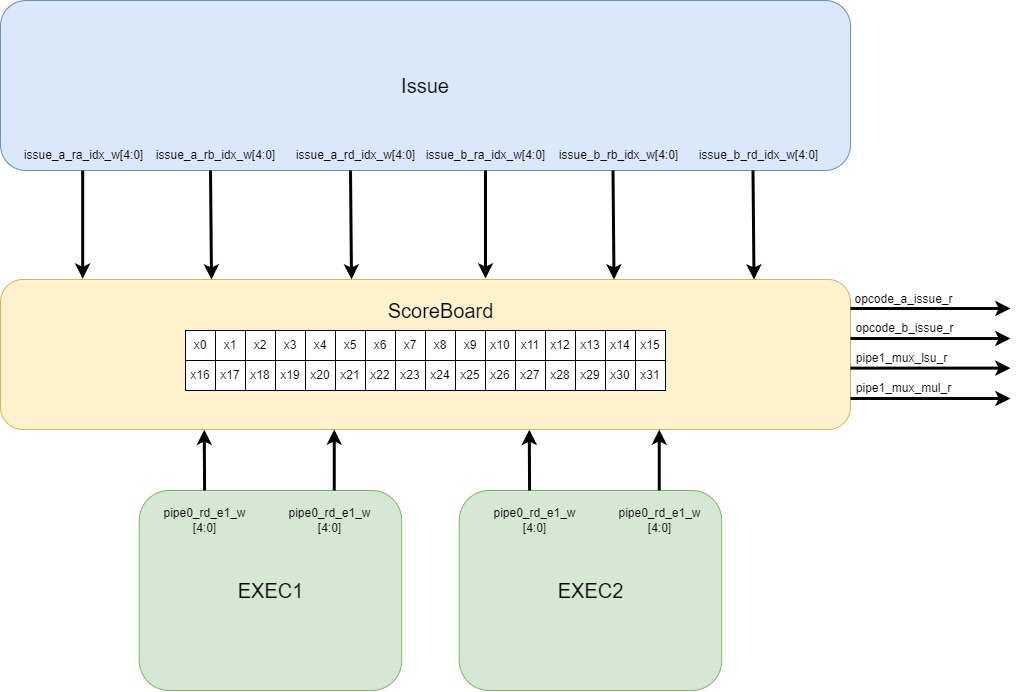 Issue
issue_a_ra_idx_w[4:0] issue_a_rb_idx_w[4:0] issue_a_rd_idx_w[4:0] issue_b_ra_idx_w[4:0] issue_b_rb_idx_w[4:0] issue_b_rd_idx_w[4:0]
ScoreBoard
x0 x1 x2 x3 x4 x5 x6 x7 x8 x9 x10 x11 x12 x13 x14 x15
x16 x17 x18 x19 x20 x21 x22 x23 x24 x25 x26 x27 x28 x29 x30 x31
opcode_a_issue_r
opcode_b_issue_r
pipe1_mux_lsu_r
pipe1_mux_mul_r
pipe0_rd_e1_w pipe0_rd_e1_w pipe0_rd_e1_w pipe0_rd_e1_w
[4:0] [4:0] [4:0] [4:0]
EXEC1 EXEC2